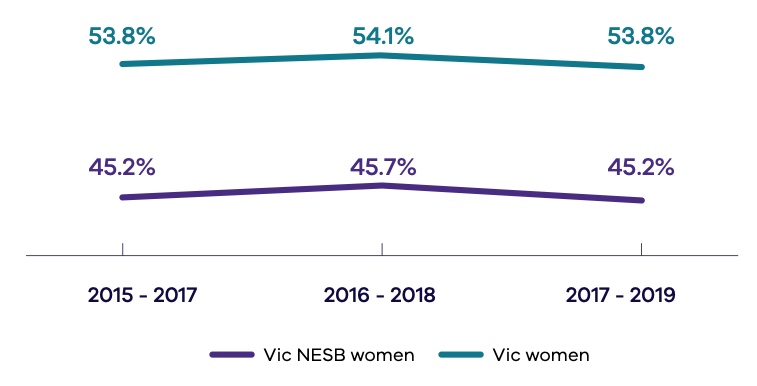 53.8% 54.1% 53.8%
45.2% 45.7% 45.2%
2015 - 2017 2016 - 2018 2017 - 2019
Vic NESB women Vic women